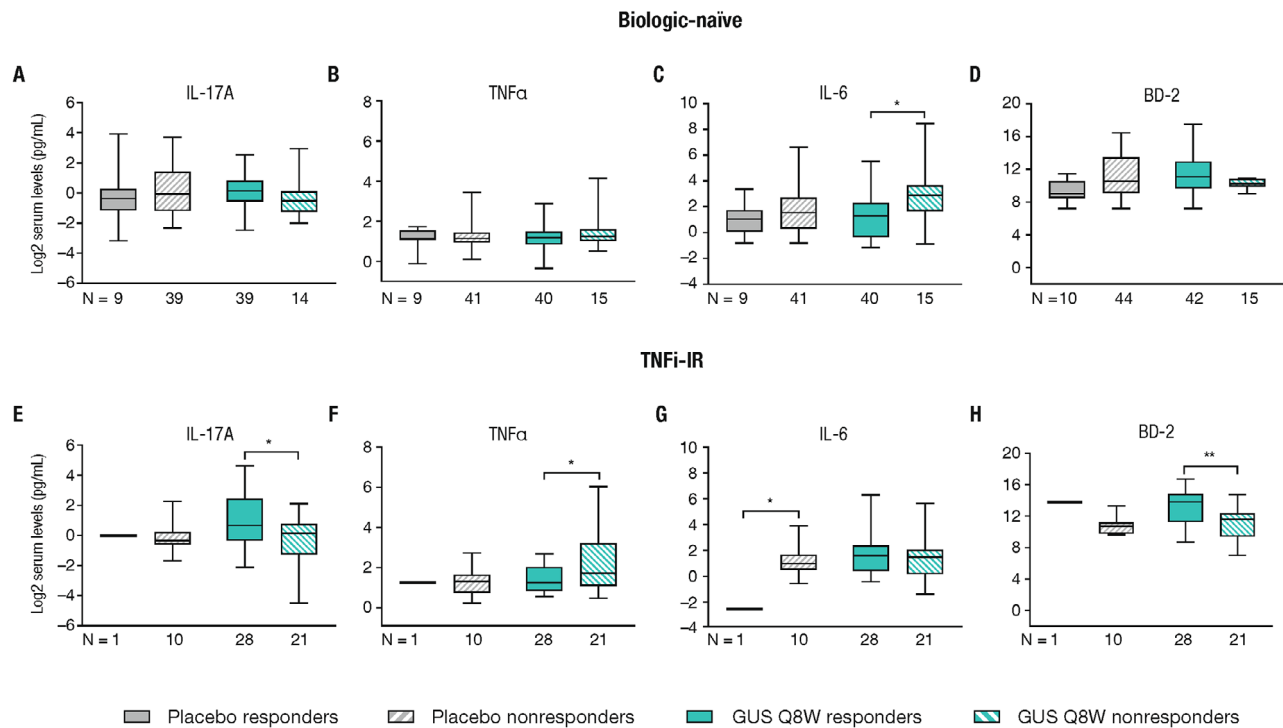 Biologic-naïve
A
IL-17A
Log2 serum levels (pg/mL)
6
4
2
0
−2
−4
−6
N = 9 39 39 14
B
TNFα
8
6
4
2
0
N = 9 41 40 15
C
IL-6
10
8
6
4
2
0
−2
−4
*
N = 9 41 40 15
D
BD-2
20
16
12
8
4
0
N =10 44 42 15
TNFi-IR
E
IL-17A
Log2 serum levels (pg/mL)
6
4
2
0
−2
−4
−6
*
N = 1 10 28 21
F
TNFα
8
6
4
2
0
*
N = 1 10 28 21
G
IL-6
10
8
6
4
2
0
−2
−4
*
N = 1 10 28 21
H
BD-2
20
16
12
8
4
0
**
N = 1 10 28 21
Placebo responders Placebo nonresponders GUS Q8W responders GUS Q8W nonresponders